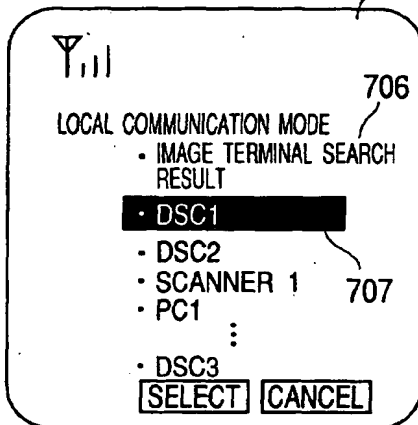 706
LOCAL COMMUNICATION MODE
• IMAGE TERMINAL SEARCH
RESULT
• DSC1
• DSC2
• SCANNER 1
707
• PC1
⋮
• DSC3
SELECT CANCEL